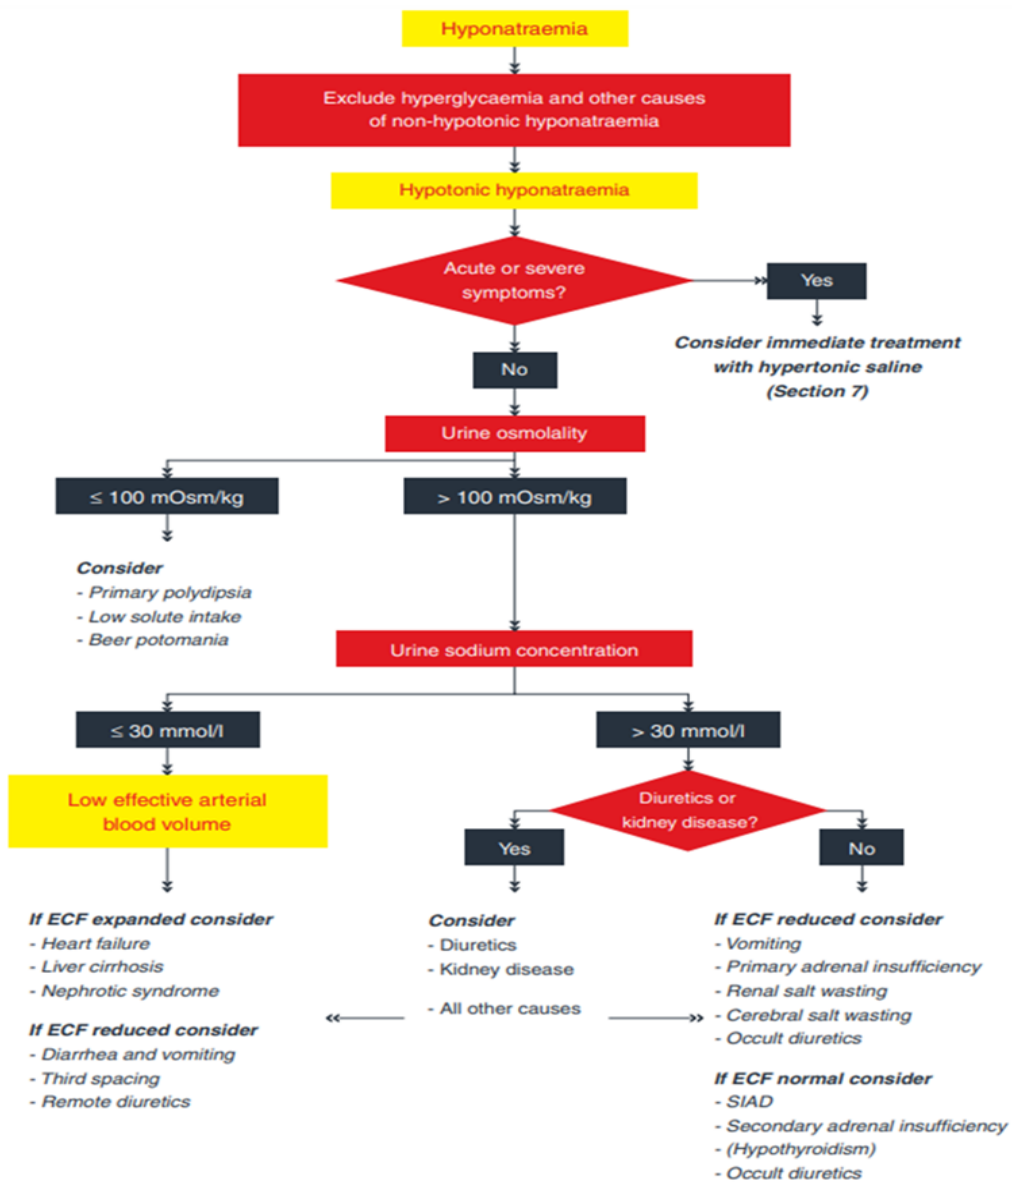 Hyponatraemia
Exclude hyperglycaemia and other causes
of non-hypotonic hyponatraemia
Hypotonic hyponatraemia
Acute or severe
symptoms?
Yes
Consider immediate treatment
with hypertonic saline
(Section 7)
No
Urine osmolality
≤ 100 mOsm/kg
> 100 mOsm/kg
Consider
- Primary polydipsia
- Low solute intake
- Beer potomania
Urine sodium concentration
≤ 30 mmol/l
> 30 mmol/l
Low effective arterial
blood volume
Diuretics or
kidney disease?
Yes
No
If ECF expanded consider
- Heart failure
- Liver cirrhosis
- Nephrotic syndrome
If ECF reduced consider
- Diarrhea and vomiting
- Third spacing
- Remote diuretics
Consider
- Diuretics
- Kidney disease
- All other causes
If ECF reduced consider
- Vomiting
- Primary adrenal insufficiency
- Renal salt wasting
- Cerebral salt wasting
- Occult diuretics
If ECF normal consider
- SIAD
- Secondary adrenal insufficiency
- (Hypothyroidism)
- Occult diuretics